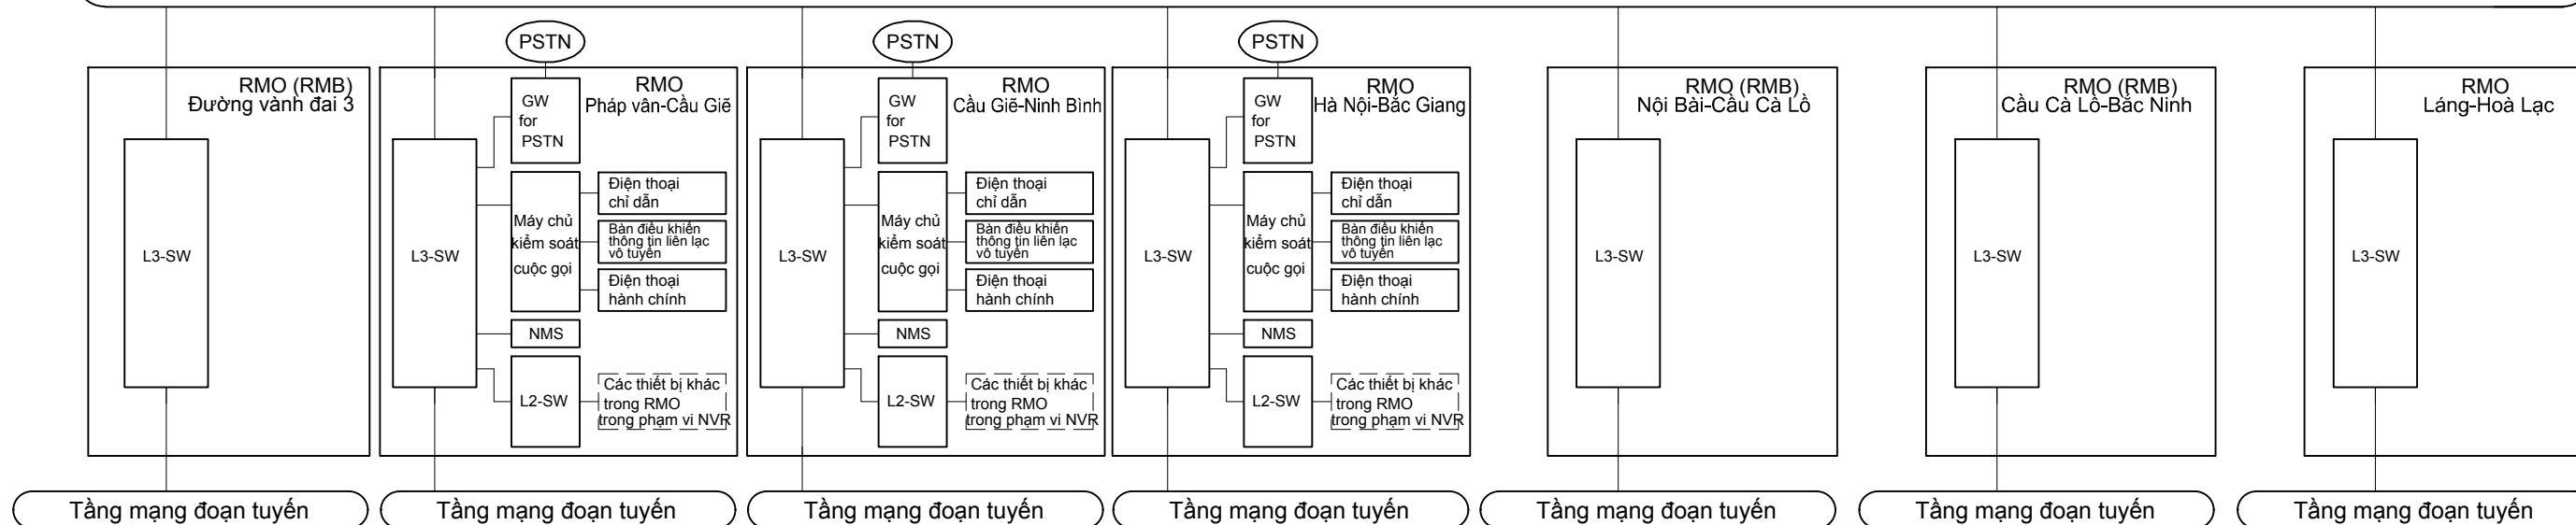 PSTN
PSTN
PSTN
RMO (RMB)
Đường vành đai 3
L3-SW
RMO
Pháp vân-Cầu Giẽ
GW
for
PSTN
L3-SW
Máy chủ
kiểm soát
cuộc gọi
Điện thoại
chỉ dẫn
Bàn điều khiển
thông tin liên lạc
vô tuyến
Điện thoại
hành chính
NMS
L2-SW
Các thiết bị khác
trong RMO
trong phạm vi NVR
RMO
Cầu Giẽ-Ninh Bình
GW
for
PSTN
L3-SW
Máy chủ
kiểm soát
cuộc gọi
Điện thoại
chỉ dẫn
Bàn điều khiển
thông tin liên lạc
vô tuyến
Điện thoại
hành chính
NMS
L2-SW
Các thiết bị khác
trong RMO
trong phạm vi NVR
RMO
Hà Nội-Bắc Giang
GW
for
PSTN
L3-SW
Máy chủ
kiểm soát
cuộc gọi
Điện thoại
chỉ dẫn
Bàn điều khiển
thông tin liên lạc
vô tuyến
Điện thoại
hành chính
NMS
L2-SW
Các thiết bị khác
trong RMO
trong phạm vi NVR
RMO (RMB)
Nội Bài-Cầu Cà Lồ
L3-SW
RMO (RMB)
Cầu Cà Lồ-Bắc Ninh
L3-SW
RMO
Láng-Hoà Lạc
L3-SW
Tầng mạng đoạn tuyến
Tầng mạng đoạn tuyến
Tầng mạng đoạn tuyến
Tầng mạng đoạn tuyến
Tầng mạng đoạn tuyến
Tầng mạng đoạn tuyến
Tầng mạng đoạn tuyến